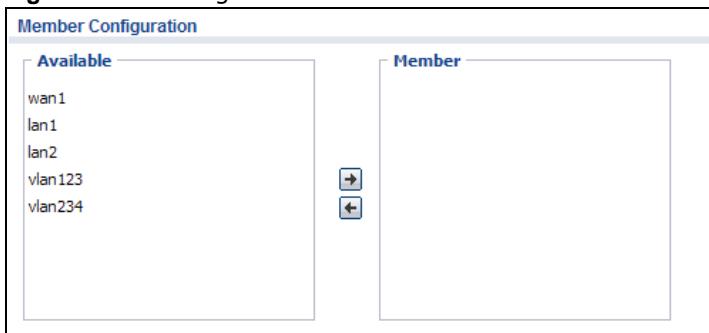 Member Configuration
Available
Member
wan1
lan1
lan2
vlan123
vlan234